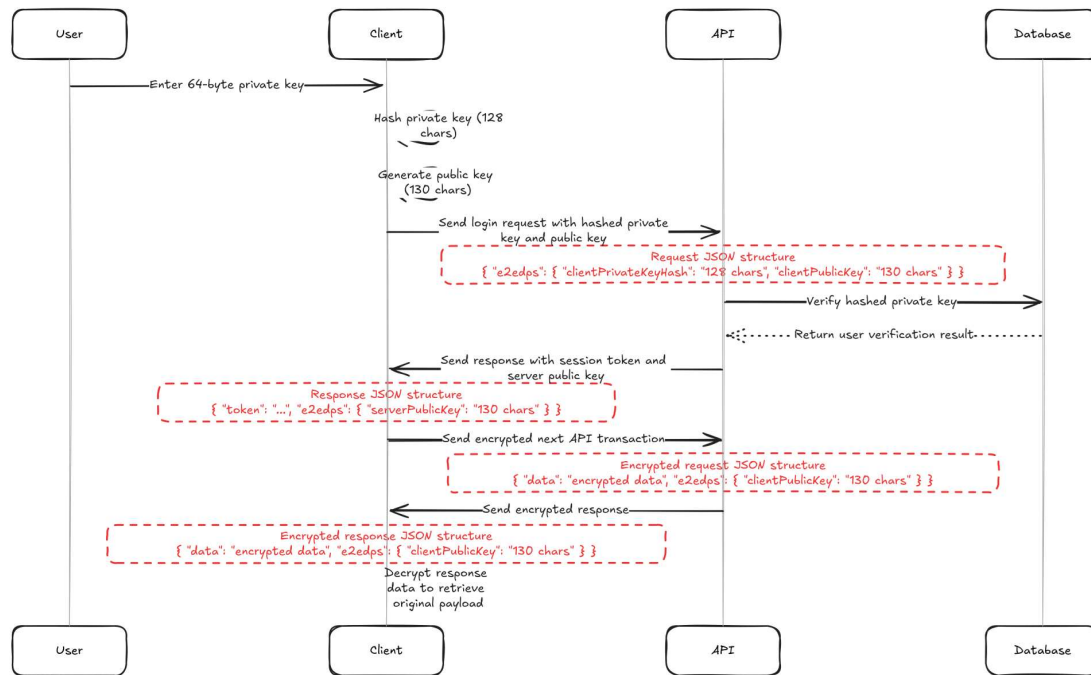 User
Client
API
Database
Enter 64-byte private key
Hash private key (128
chars)
Generate public key
(130 chars)
Send login request with hashed private
key and public key
Request JSON structure
{ "e2edps": { "clientPrivateKeyHash": "128 chars", "clientPublicKey": "130 chars" } }
Verify hashed private key
Return user verification result
Send response with session token and
server public key
Response JSON structure
{ "token": "...", "e2edps": { "serverPublicKey": "130 chars" } }
Send encrypted next API transaction
Encrypted request JSON structure
{ "data": "encrypted data", "e2edps": { "clientPublicKey": "130 chars" } }
Send encrypted response
Encrypted response JSON structure
{ "data": "encrypted data", "e2edps": { "clientPublicKey": "130 chars" } }
Decrypt response
data to retrieve
original payload
User
Client
API
Database